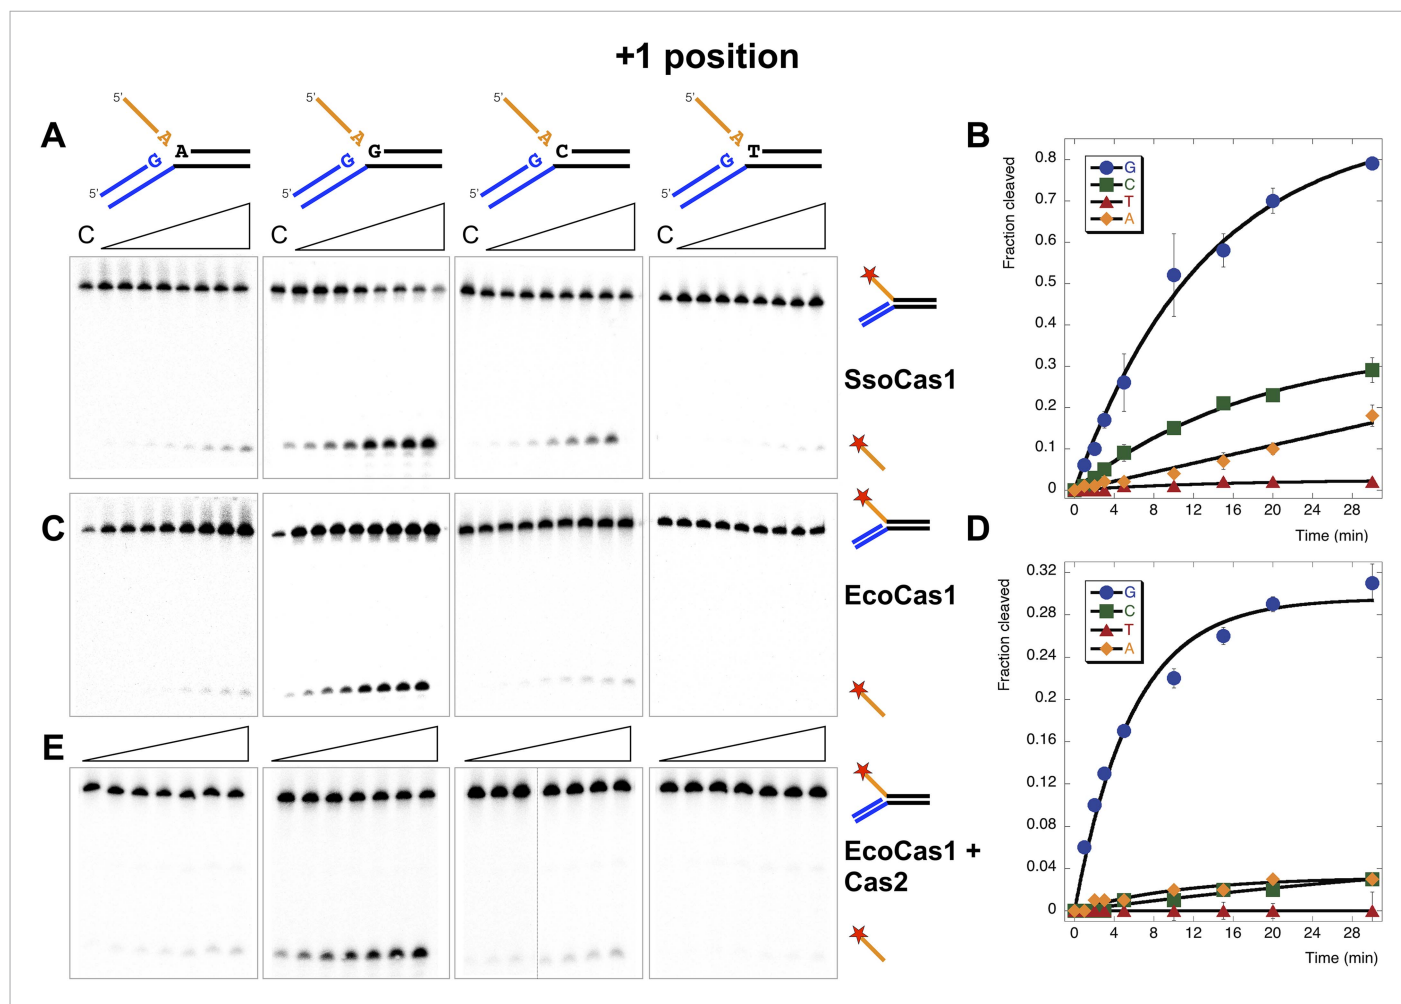 +1 position
A
5'
A
G
A
5'
5'
A
G
G
5'
5'
A
G
C
5'
5'
A
G
T
5'
C
C
C
C
SsoCas1
B
Fraction cleaved
0.8
0.7
0.6
0.5
0.4
0.3
0.2
0.1
0
G
C
T
A
0 4 8 12 16 20 24 28
Time (min)
C
EcoCas1
D
Fraction cleaved
0.32
0.28
0.24
0.2
0.16
0.12
0.08
0.04
0
G
C
T
A
0 4 8 12 16 20 24 28
Time (min)
E
EcoCas1 +
Cas2